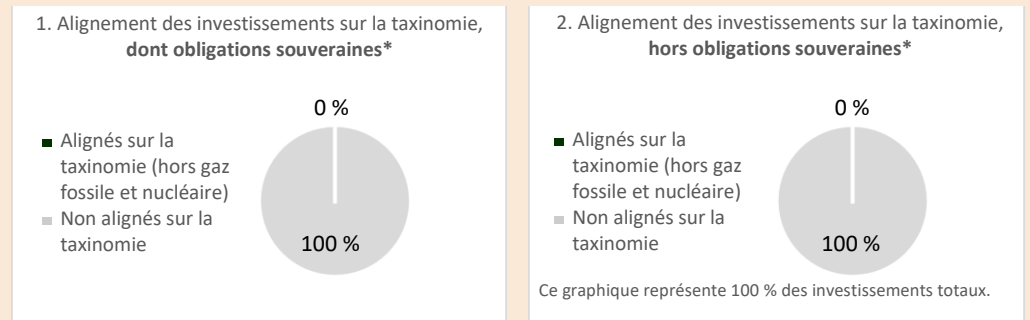 1. Alignement des investissements sur la taxinomie,
dont obligations souveraines*
0 %
Alignés sur la
taxinomie (hors gaz
fossile et nucléaire)
Non alignés sur la
taxinomie
100 %
2. Alignement des investissements sur la taxinomie,
hors obligations souveraines*
0 %
Alignés sur la
taxinomie (hors gaz
fossile et nucléaire)
Non alignés sur la
taxinomie
100 %
Ce graphique représente 100 % des investissements totaux.